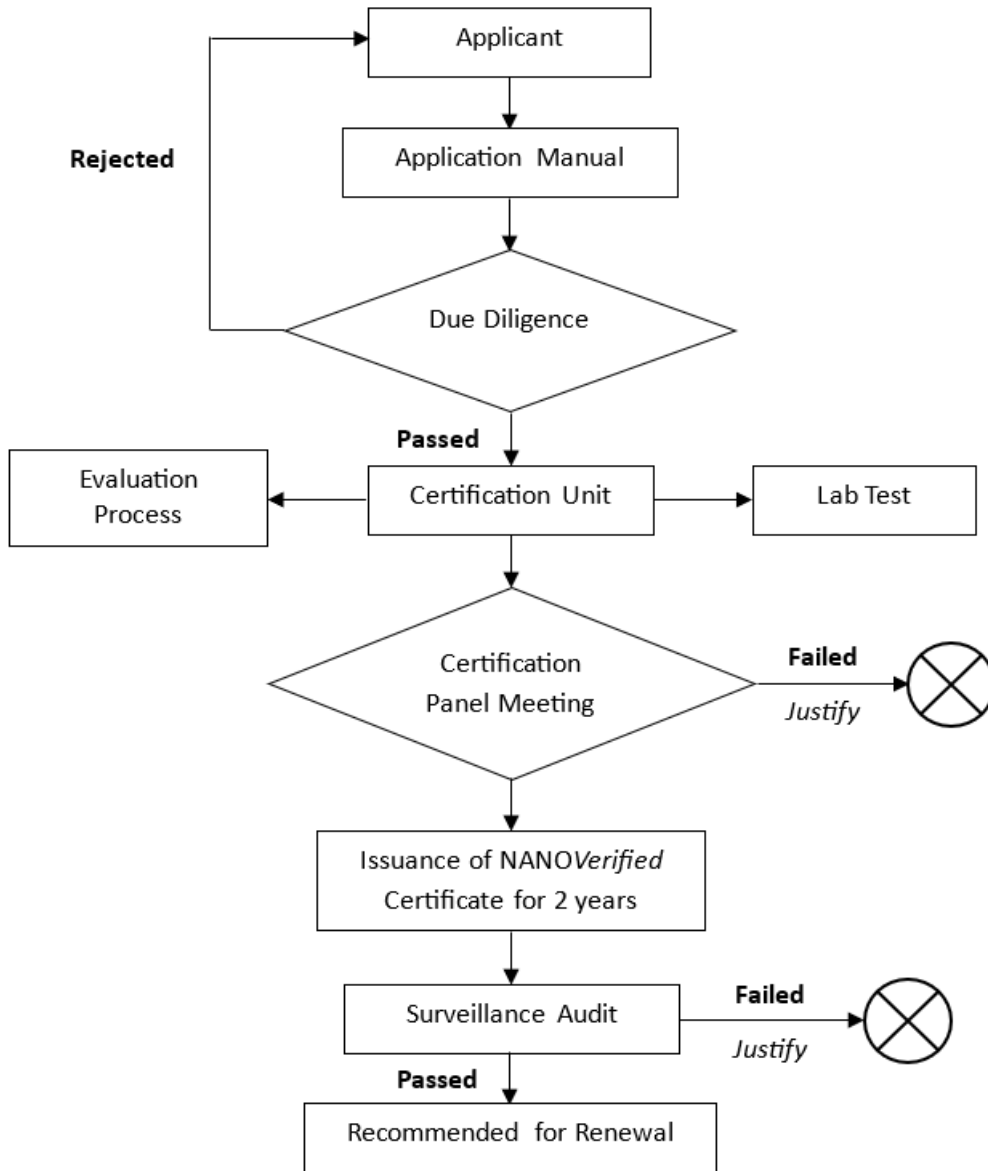 Applicant
Application Manual
Rejected
Due Diligence
Passed
Evaluation
Process
Certification Unit
Lab Test
Certification
Panel Meeting
Failed
Justify
Issuance of NANOVerified
Certificate for 2 years
Surveillance Audit
Failed
Justify
Passed
Recommended for Renewal